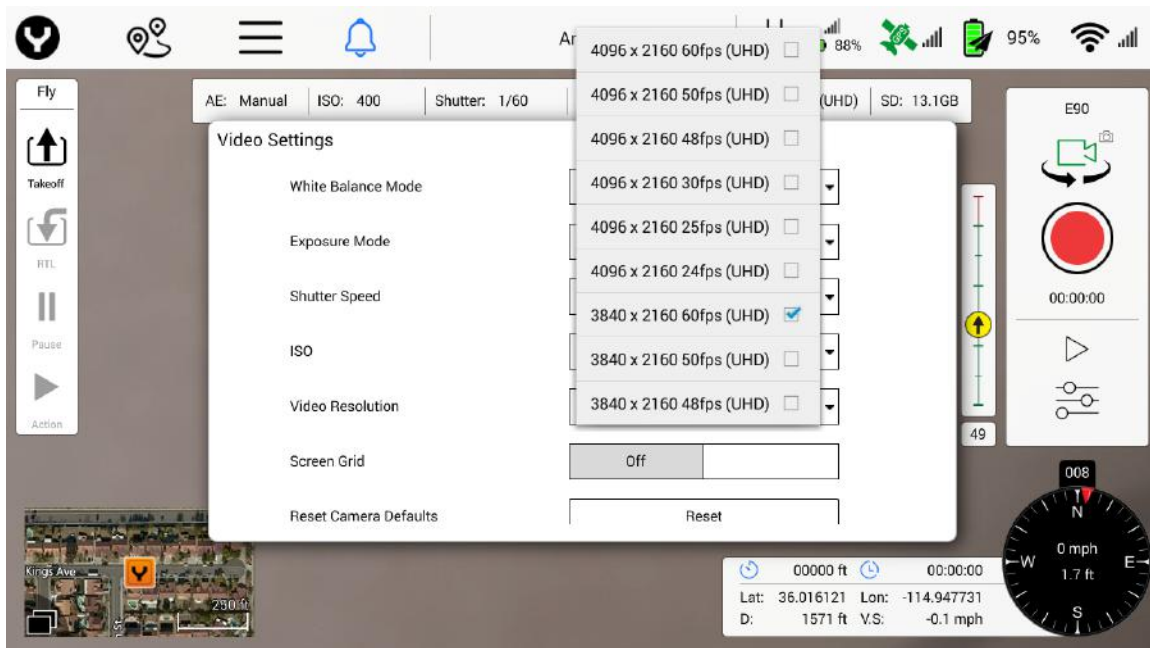 Ar
88%
GPS
95%
Fly
Takeoff
RTL
Pause
Action
AE: Manual
ISO: 400
Shutter: 1/60
(UHD)
SD: 13.1GB
Video Settings
White Balance Mode
Exposure Mode
Shutter Speed
ISO
Video Resolution
Screen Grid
Off
Reset Camera Defaults
Reset
4096 x 2160 60fps (UHD)
4096 x 2160 50fps (UHD)
4096 x 2160 48fps (UHD)
4096 x 2160 30fps (UHD)
4096 x 2160 25fps (UHD)
4096 x 2160 24fps (UHD)
3840 x 2160 60fps (UHD)
3840 x 2160 50fps (UHD)
3840 x 2160 48fps (UHD)
E90
00:00:00
49
008
N
W
E
S
0 mph
1.7 ft
Kings Ave
250 ft
00000 ft
00:00:00
Lat: 36.016121 Lon: -114.947731
D: 1571 ft V.S: -0.1 mph